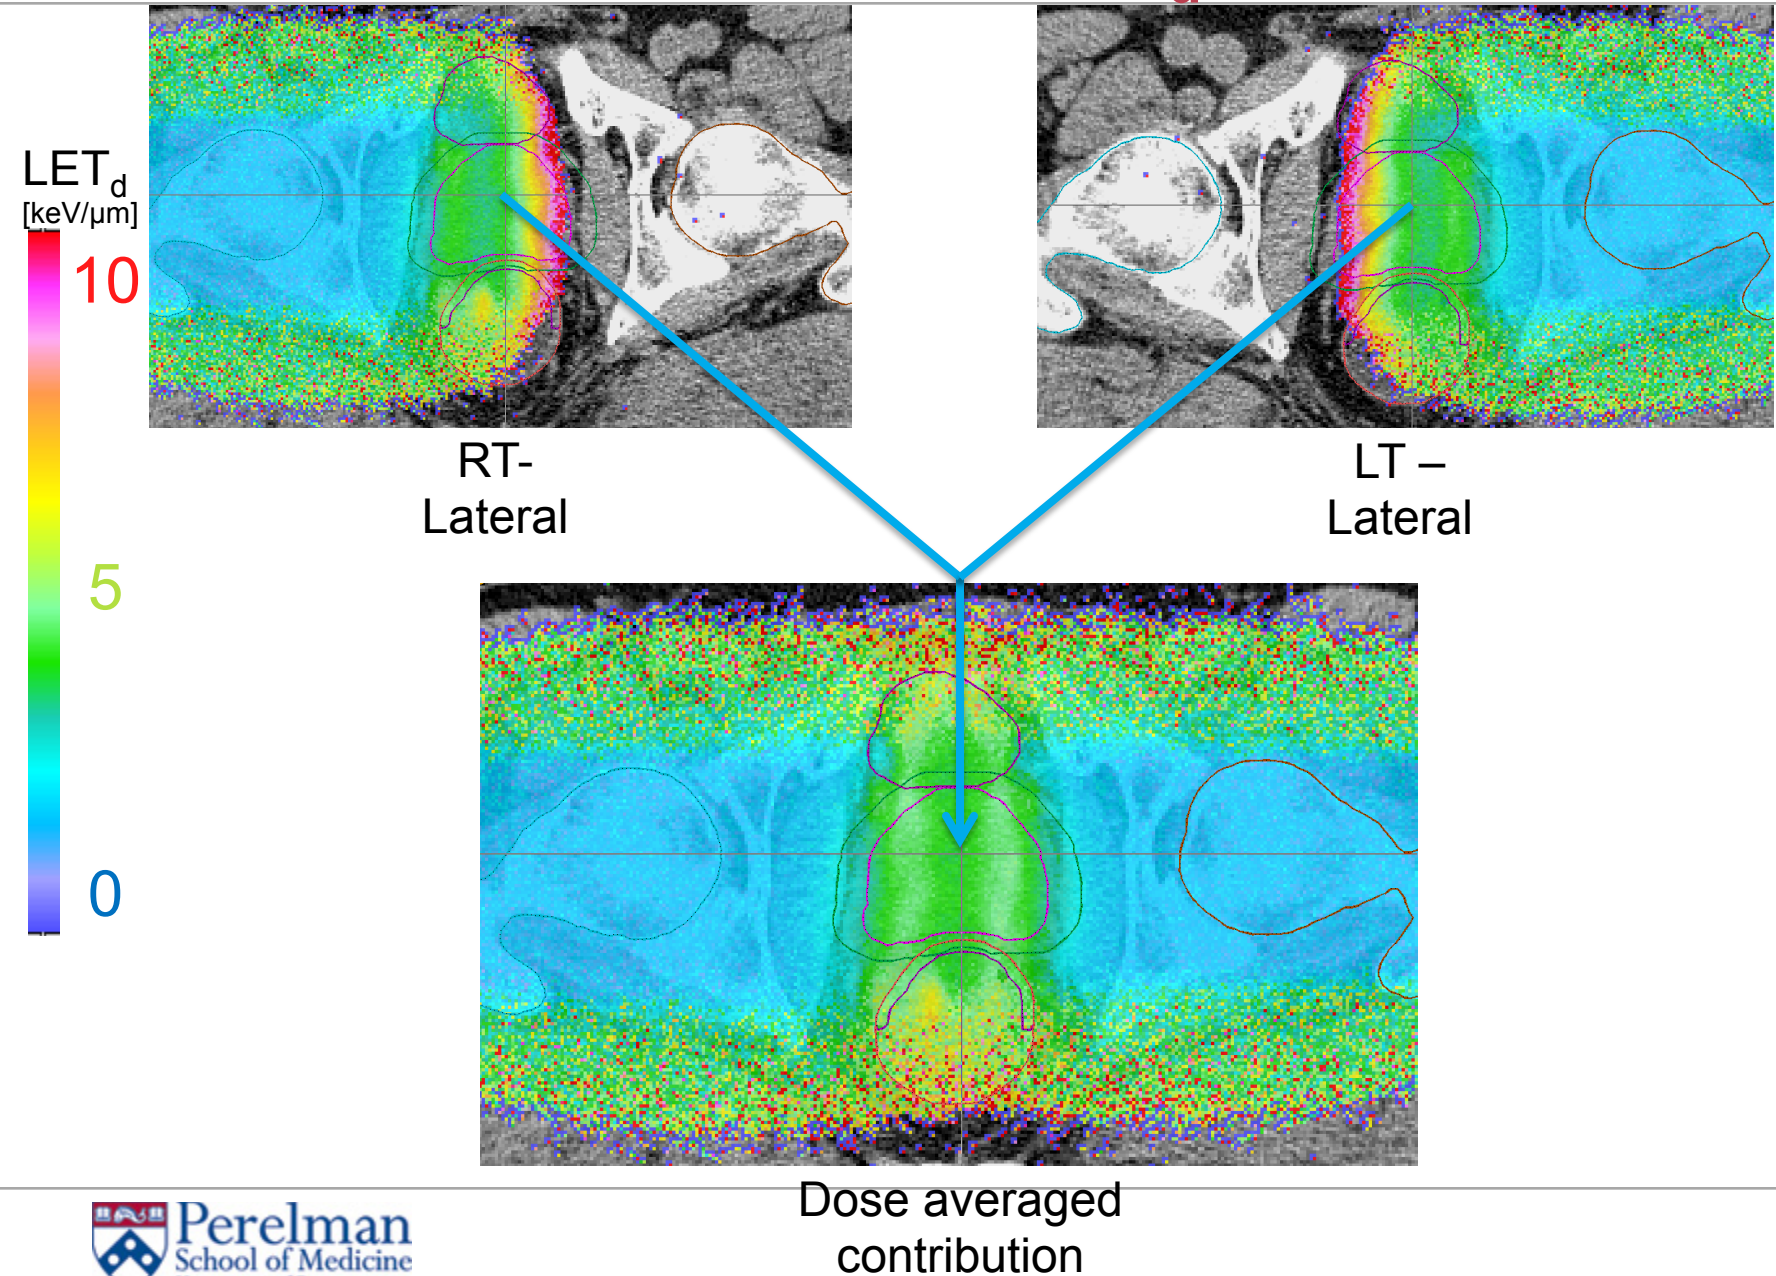 LETd
[keV/µm]
10
5
0
RT-
Lateral
LT –
Lateral
Dose averaged
contribution
Perelman
School of Medicine